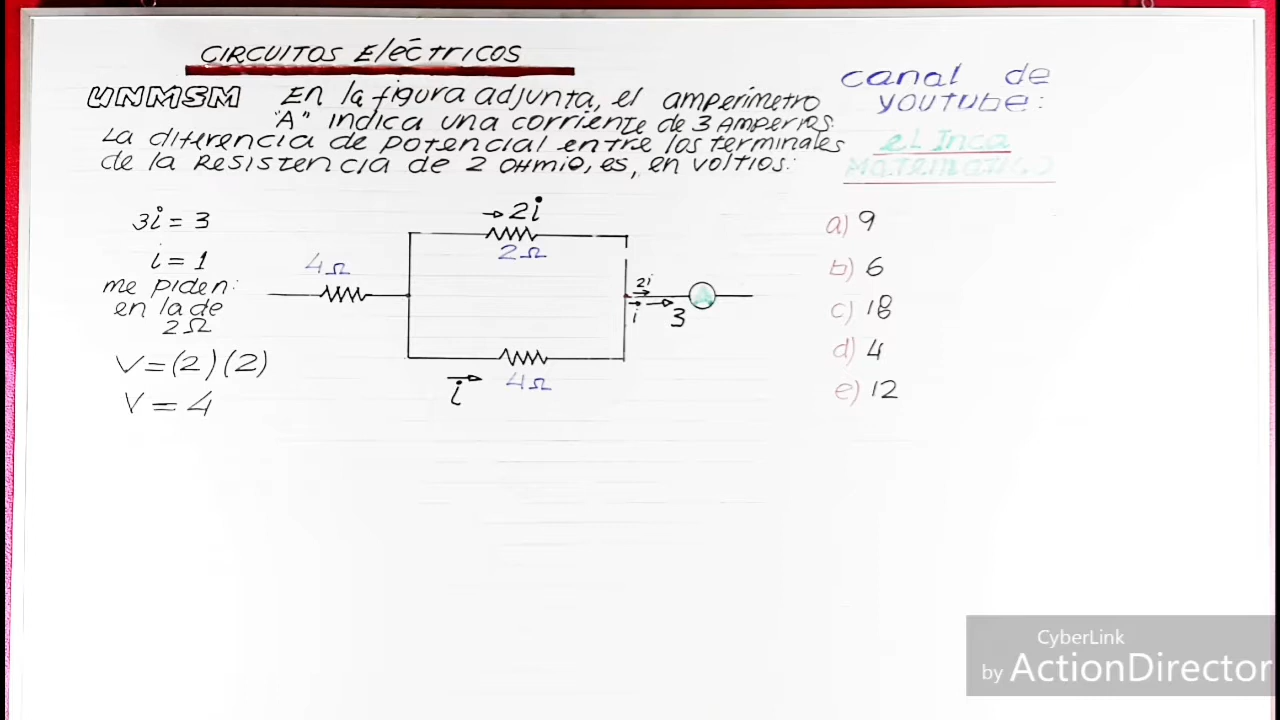 CIRCUITOS Eléctricos
UNMSM En la figura adjunta, el amperímetro
"A" indica una corriente de 3 Amperios.
La diferencia de potencial entre los terminales
de la Resistencia de 2 ohmio, es, en voltios:
canal de
youtube:
eL Inca
Matematico
3i = 3
i = 1
me piden:
en la de
2Ω
V = (2)(2)
V = 4
2i
2Ω
4Ω
2i
i
3
A
i
4Ω
a) 9
b) 6
c) 18
d) 4
e) 12
CyberLink
by ActionDirector